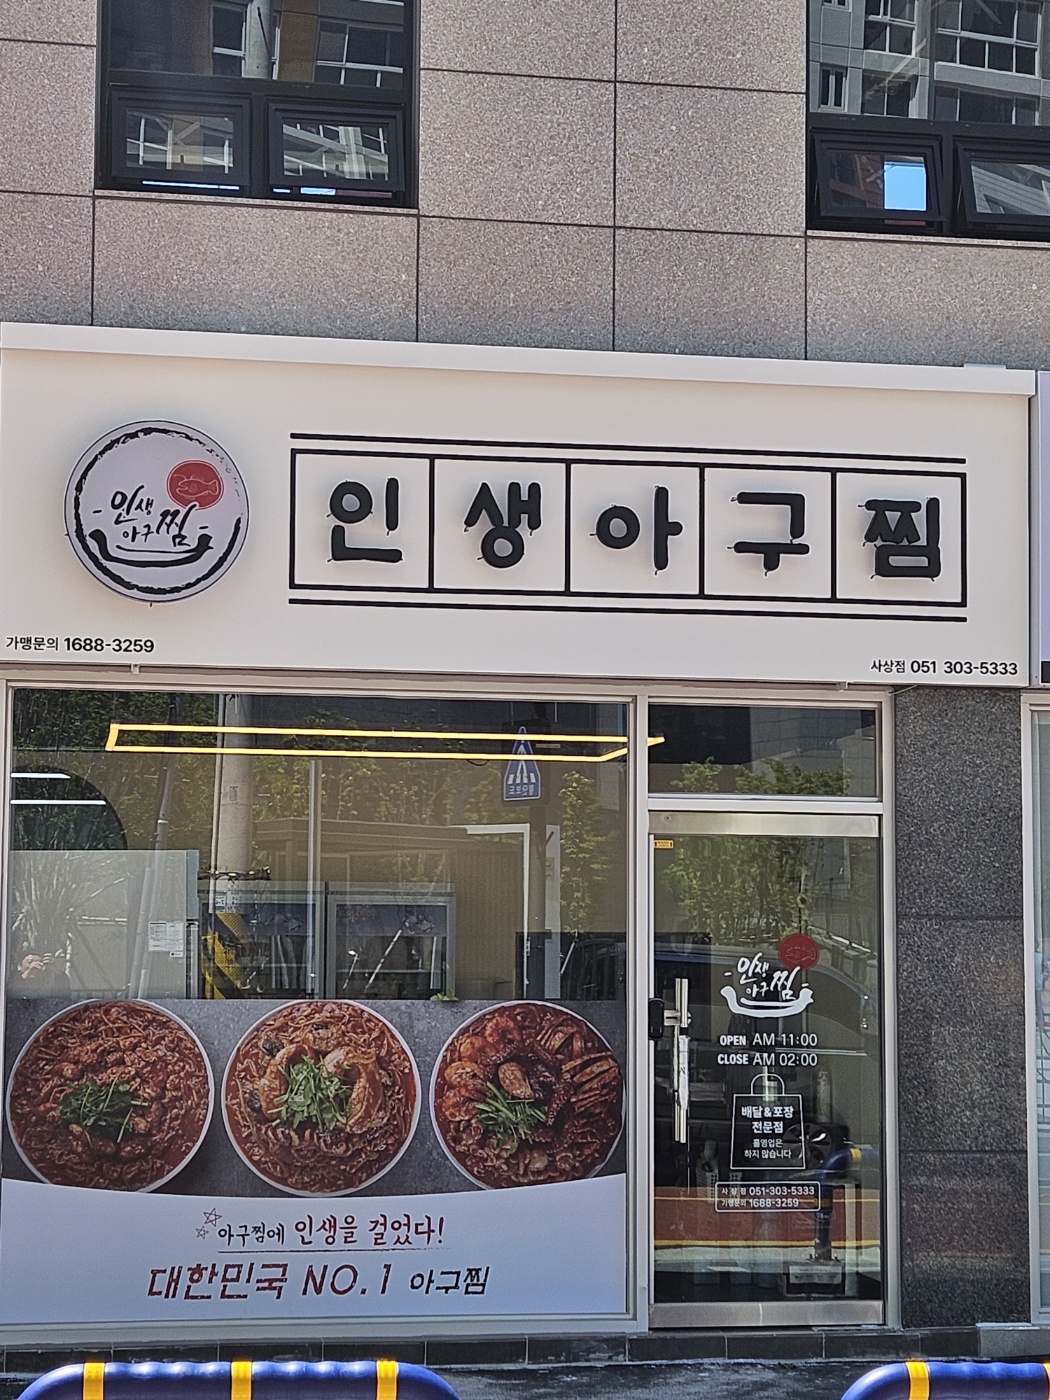 인생
아구찜
인생아구찜
가맹문의 1688-3259
사상점 051 303-5333
인생
아구찜
OPEN AM 11:00
CLOSE AM 02:00
배달&포장
전문점
홀영업은
하지 않습니다
사상점 051-303-5333
가맹문의 1688-3259
아구찜에 인생을 걸었다!
대한민국 NO.1 아구찜